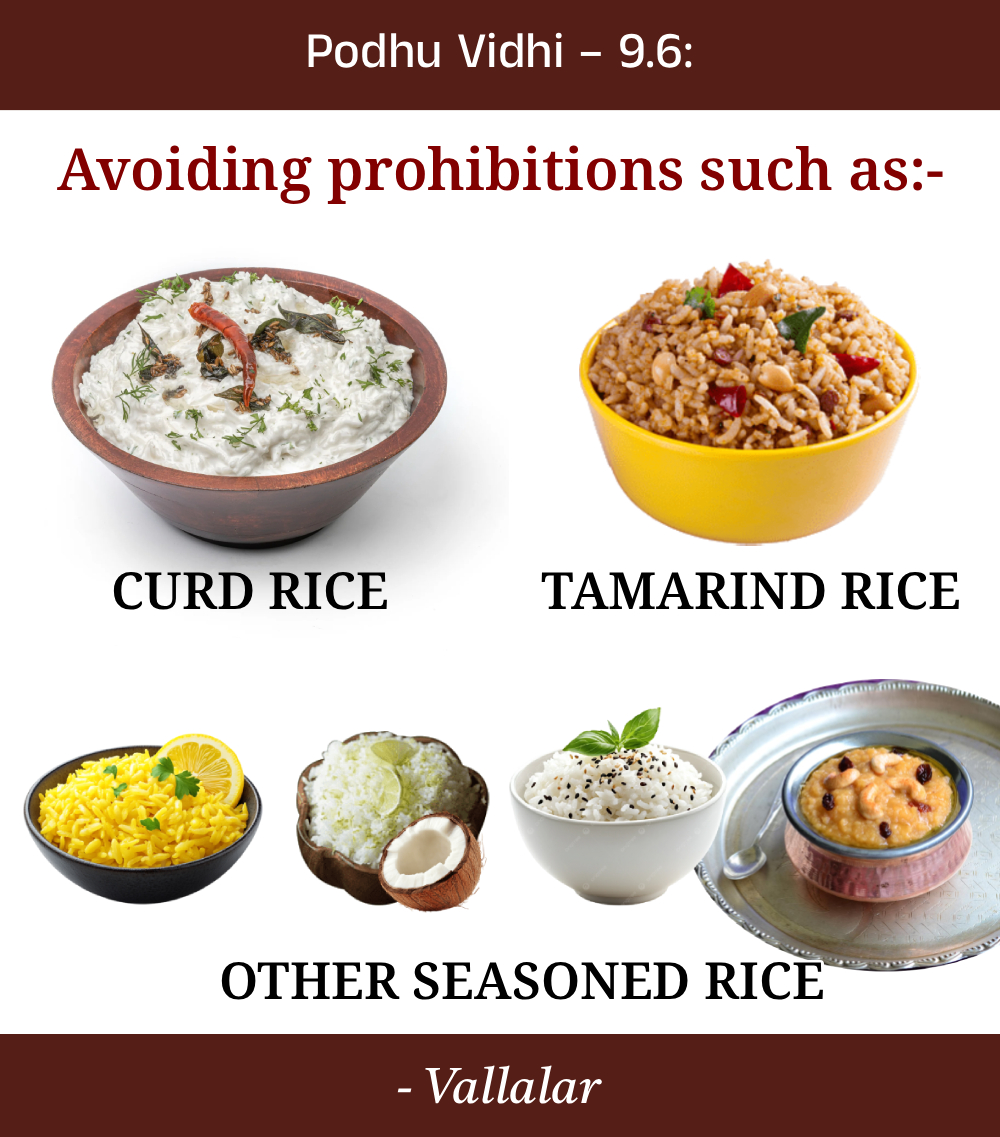 Podhu Vidhi – 9.6:
Avoiding prohibitions such as:-
CURD RICE
TAMARIND RICE
OTHER SEASONED RICE
- Vallalar